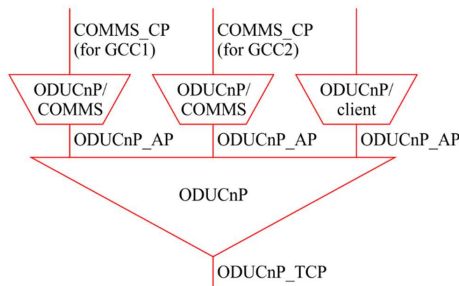 COMMS_CP
(for GCC1)
COMMS_CP
(for GCC2)
ODUCnP/
COMMS
ODUCnP/
COMMS
ODUCnP/
client
ODUCnP_AP
ODUCnP_AP
ODUCnP_AP
ODUCnP
ODUCnP_TCP